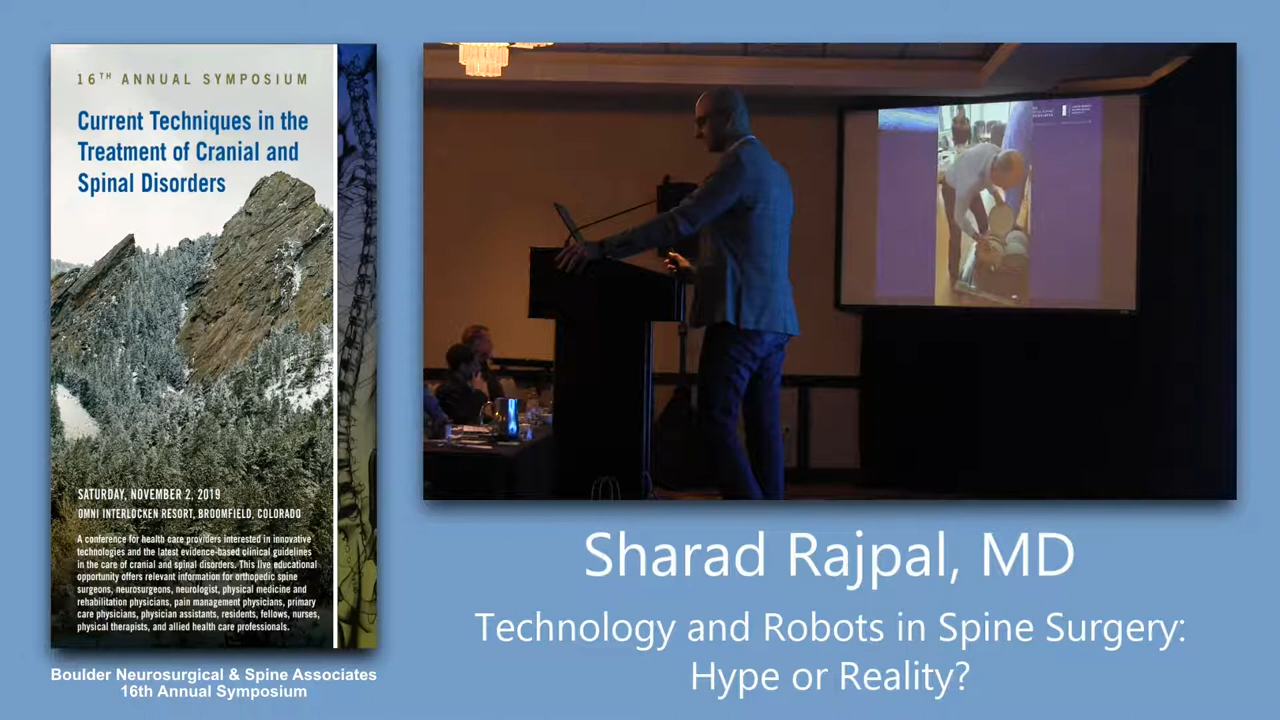 16TH ANNUAL SYMPOSIUM
Current Techniques in the
Treatment of Cranial and
Spinal Disorders
SATURDAY, NOVEMBER 2, 2019
OMNI INTERLOCKEN RESORT, BROOMFIELD, COLORADO
A conference for health care providers interested in innovative
technologies and the latest evidence-based clinical guidelines
in the care of cranial and spinal disorders. This live educational
opportunity offers relevant information for orthopedic spine
surgeons, neurosurgeons, neurologist, physical medicine and
rehabilitation physicians, pain management physicians, primary
care physicians, physician assistants, residents, fellows, nurses,
physical therapists, and allied health care professionals.
Boulder Neurosurgical & Spine Associates
16th Annual Symposium
Sharad Rajpal, MD
Technology and Robots in Spine Surgery:
Hype or Reality?